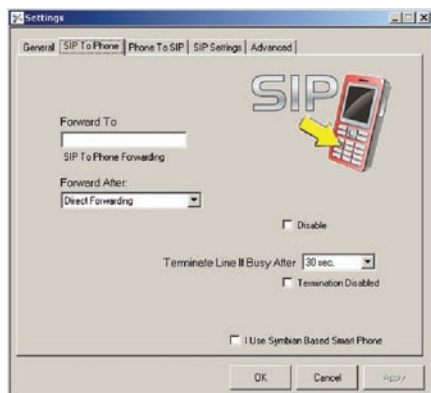 Settings
General
SIP To Phone
Phone To SIP
SIP Settings
Advanced
SIP
Forward To
SIP To Phone Forwarding
Forward After:
Direct Forwarding
Disable
Terminate Line If Busy After
30 sec.
Termination Disabled
I Use Symbian Based Smart Phone
OK
Cancel
Apply